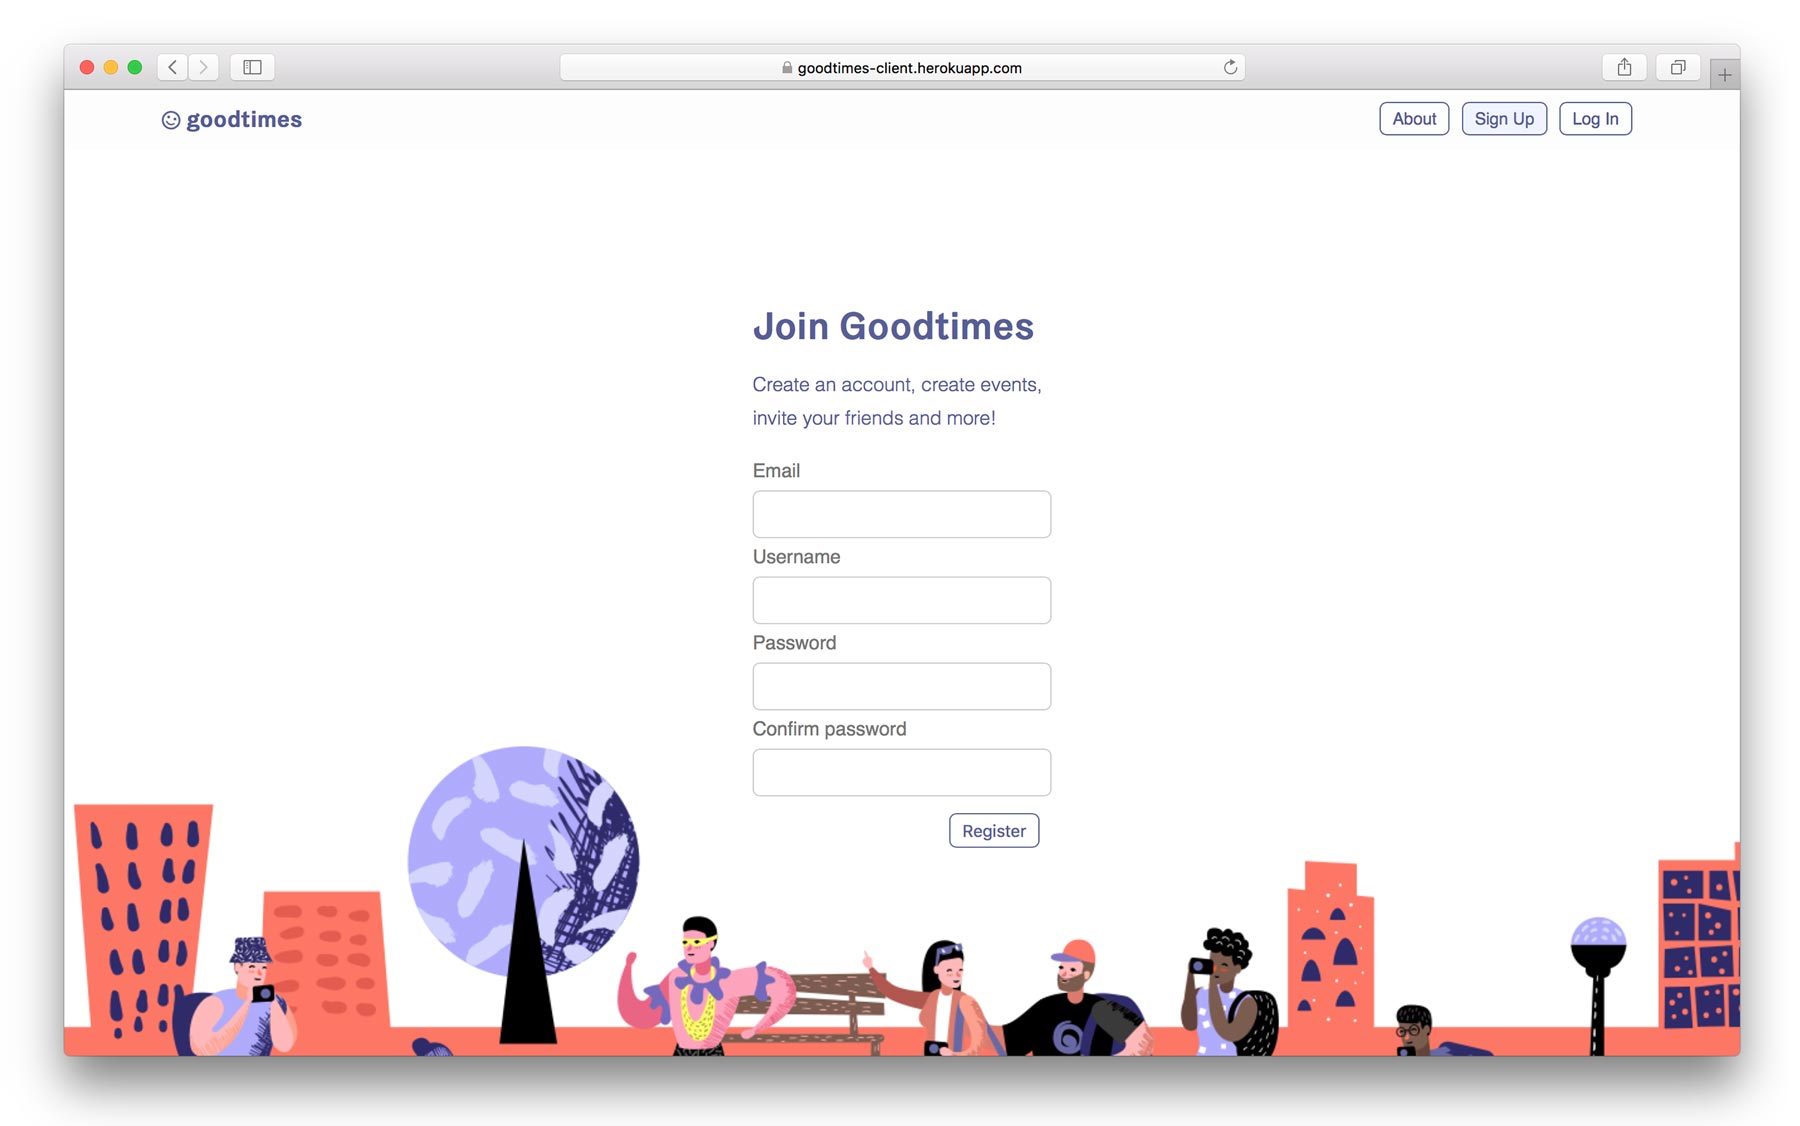 goodtimes-client.herokuapp.com
goodtimes
About
Sign Up
Log In
Join Goodtimes
Create an account, create events,
invite your friends and more!
Email
Username
Password
Confirm password
Register